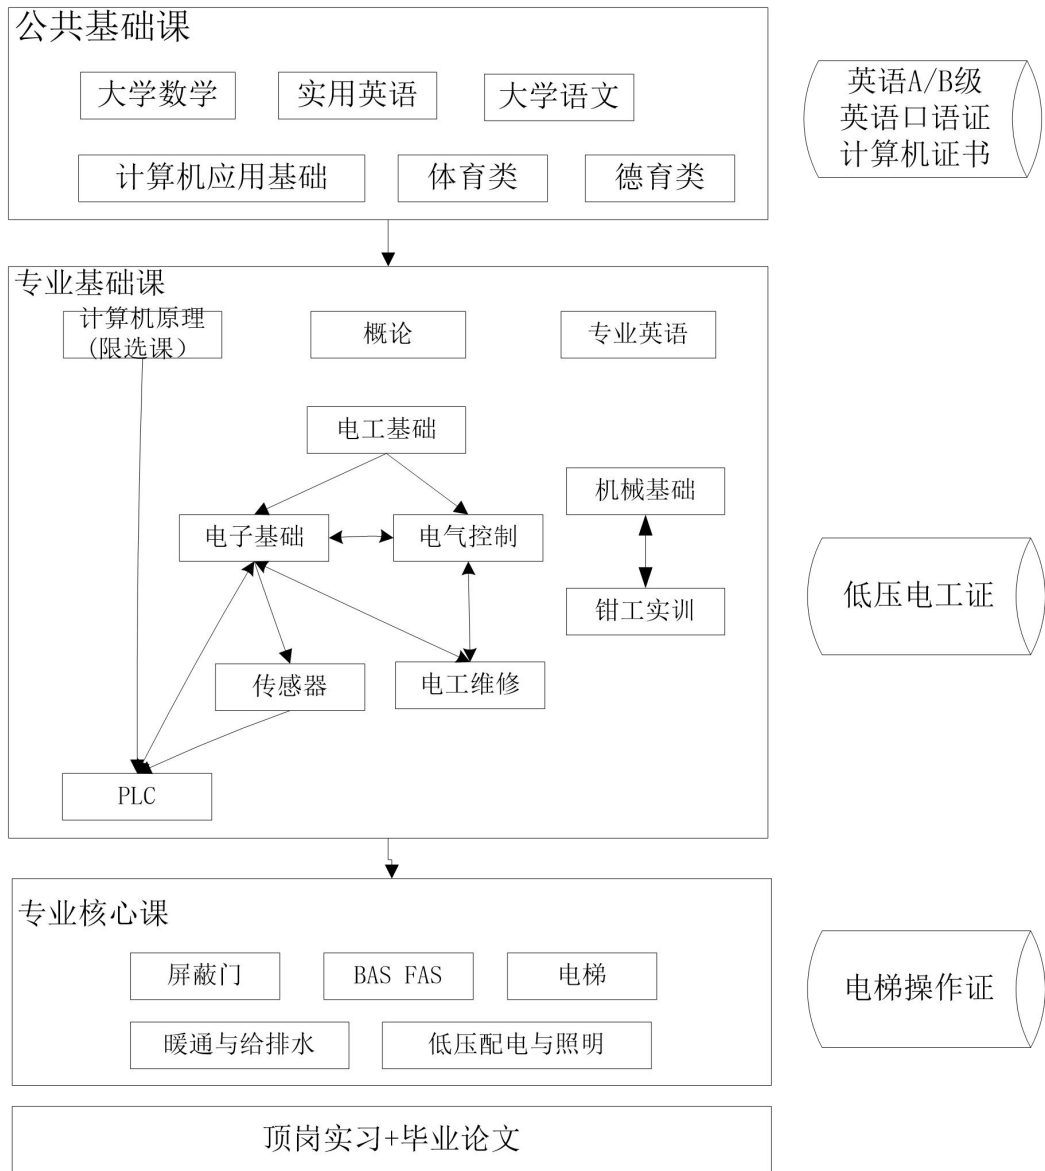 公共基础课
大学数学
实用英语
大学语文
计算机应用基础
体育类
德育类
英语A/B级
英语口语证
计算机证书
专业基础课
计算机原理
(限选课）
概论
专业英语
电工基础
机械基础
电子基础
电气控制
钳工实训
传感器
电工维修
PLC
低压电工证
专业核心课
屏蔽门
BAS FAS
电梯
暖通与给排水
低压配电与照明
电梯操作证
顶岗实习+毕业论文